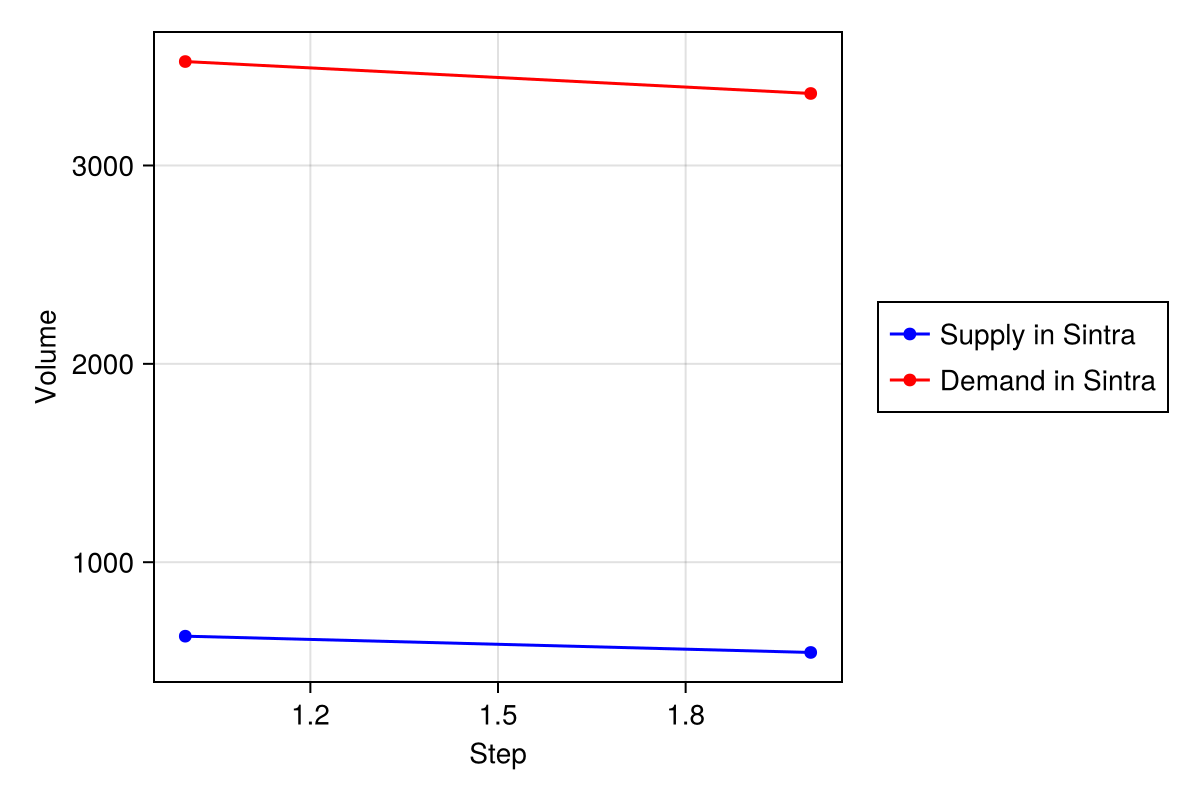 3000
2000
1000
Volume
1.2
1.5
1.8
Step
Supply in Sintra
Demand in Sintra